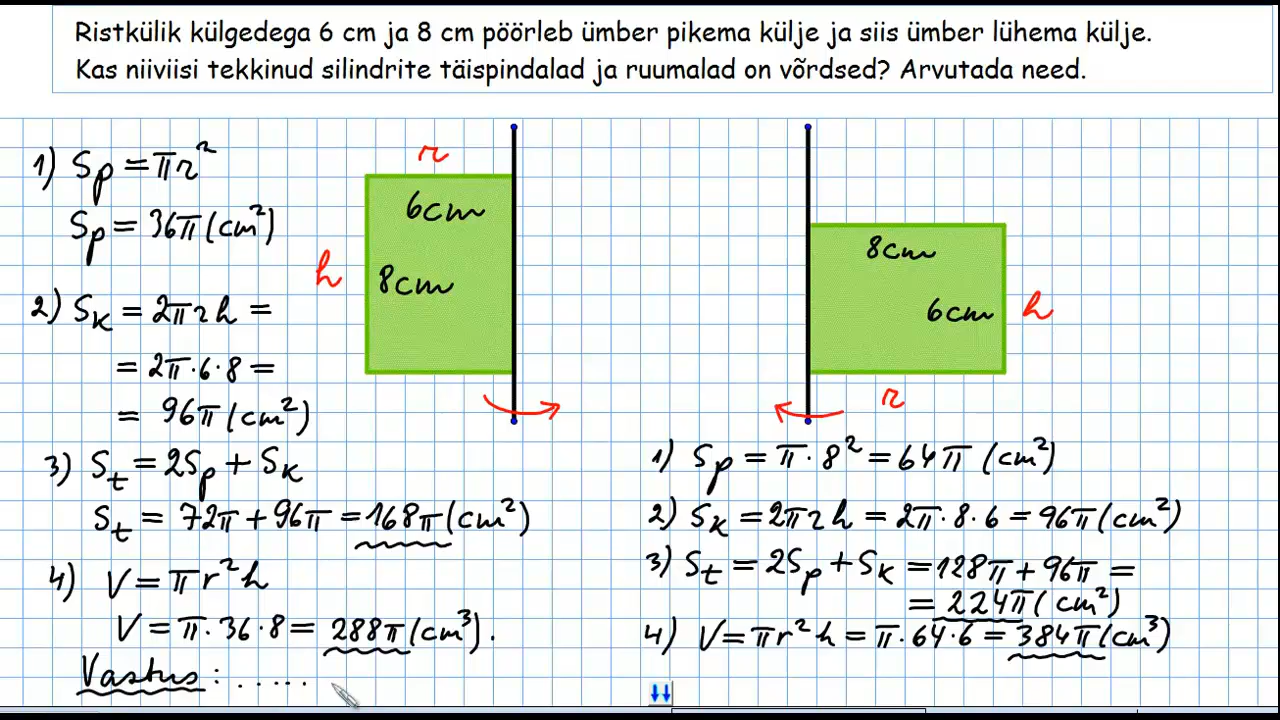 Ristkülik külgedega 6 cm ja 8 cm pöörleb ümber pikema külje ja siis ümber lühema külje.
Kas niiviisi tekkinud silindrite täispindalad ja ruumalad on võrdsed? Arvutada need.
1) Sp = πr²
Sp = 36π (cm²)
2) Sk = 2πrh =
= 2π·6·8 =
= 96π (cm²)
3) St = 2Sp + Sk
St = 72π + 96π = 168π (cm²)
4) V = πr²h
V = π·36·8 = 288π (cm³).
Vastus: .....
r
6cm
h
8cm
8cm
6cm
h
r
1) Sp = π·8² = 64π (cm²)
2) Sk = 2πrh = 2π·8·6 = 96π (cm²)
3) St = 2Sp + Sk = 128π + 96π =
= 224π (cm²)
4) V = πr²h = π·64·6 = 384π (cm³)